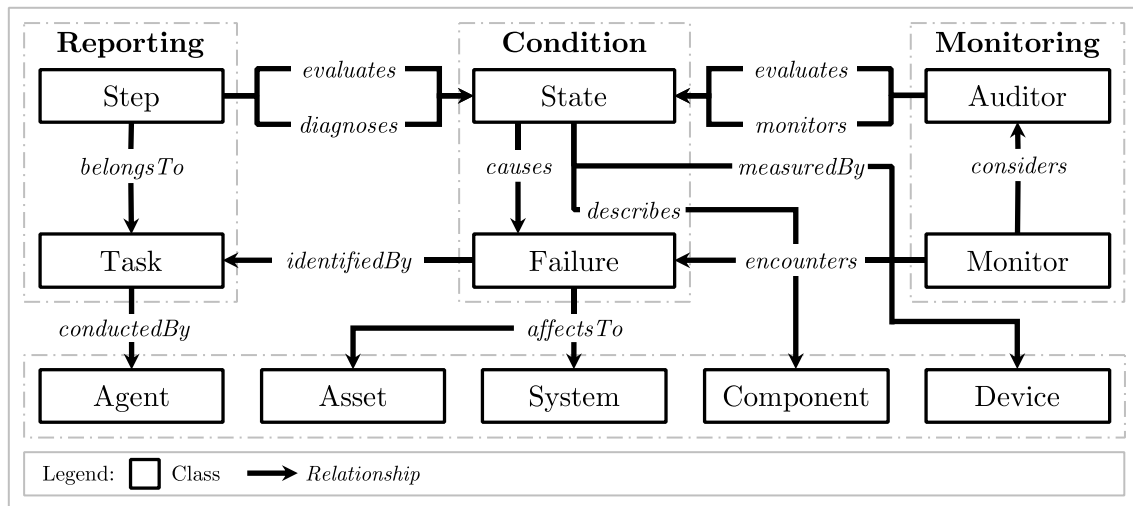 Reporting Condition Monitoring
Step evaluates State evaluates Auditor
diagnoses monitors
belongsTo causes measuredBy considers
describes
Task identifiedBy Failure encounters Monitor
conductedBy affectsTo
Agent Asset System Component Device
Legend: Class Relationship